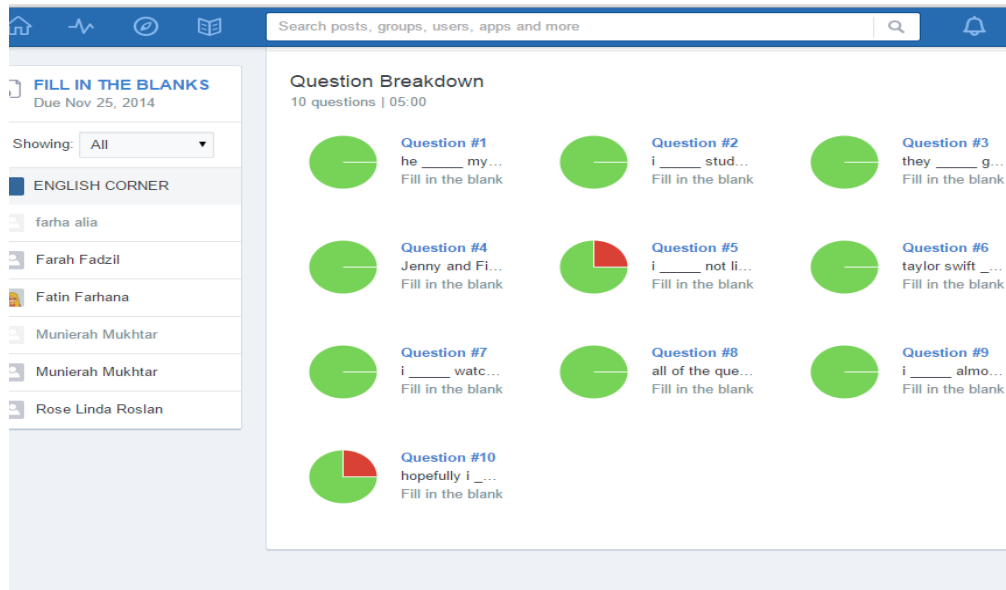 Search posts, groups, users, apps and more
FILL IN THE BLANKS
Due Nov 25, 2014
Showing: All
ENGLISH CORNER
farha alia
Farah Fadzil
Fatin Farhana
Munierah Mukhtar
Munierah Mukhtar
Rose Linda Roslan
Question Breakdown
10 questions | 05:00
Question #1
he _____ my...
Fill in the blank
Question #2
i _____ stud...
Fill in the blank
Question #3
they _____ g...
Fill in the blank
Question #4
Jenny and Fi...
Fill in the blank
Question #5
i _____ not li...
Fill in the blank
Question #6
taylor swift _...
Fill in the blank
Question #7
i _____ watc...
Fill in the blank
Question #8
all of the que...
Fill in the blank
Question #9
i _____ almo...
Fill in the blank
Question #10
hopefully i _...
Fill in the blank